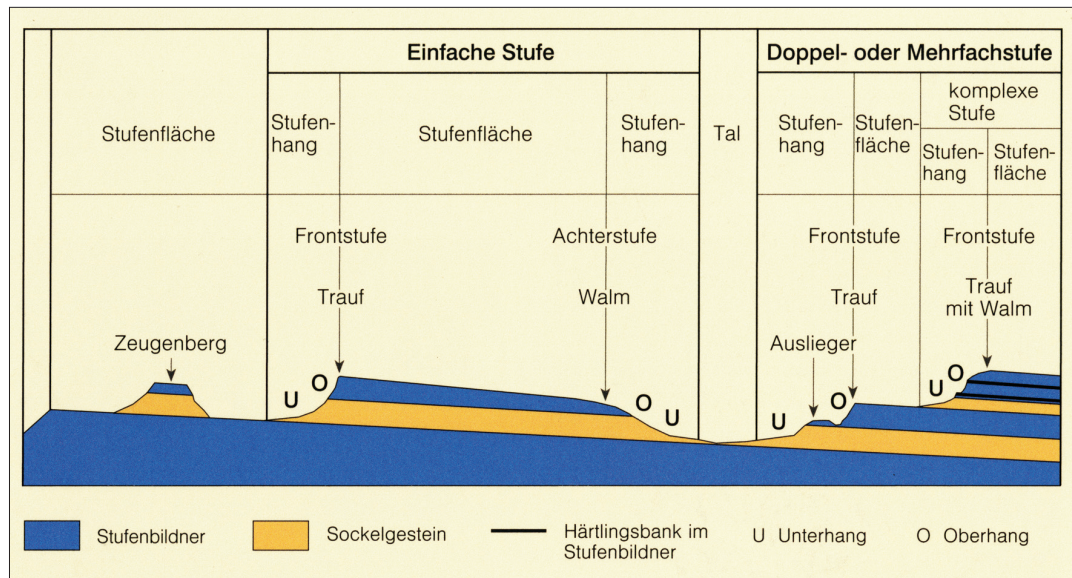 Einfache Stufe
Doppel- oder Mehrfachstufe
Stufenfläche
Stufen-
hang
Stufenfläche
Stufen-
hang
Tal
Stufen-
hang
Stufen-
fläche
komplexe
Stufe
Stufen-
hang
Stufen-
fläche
Frontstufe
Achterstufe
Frontstufe
Frontstufe
Trauf
Walm
Trauf
Trauf
mit Walm
Zeugenberg
Auslieger
U
O
O
U
U
O
U
O
Stufenbildner
Sockelgestein
Härtlingsbank im
Stufenbildner
U Unterhang
O Oberhang